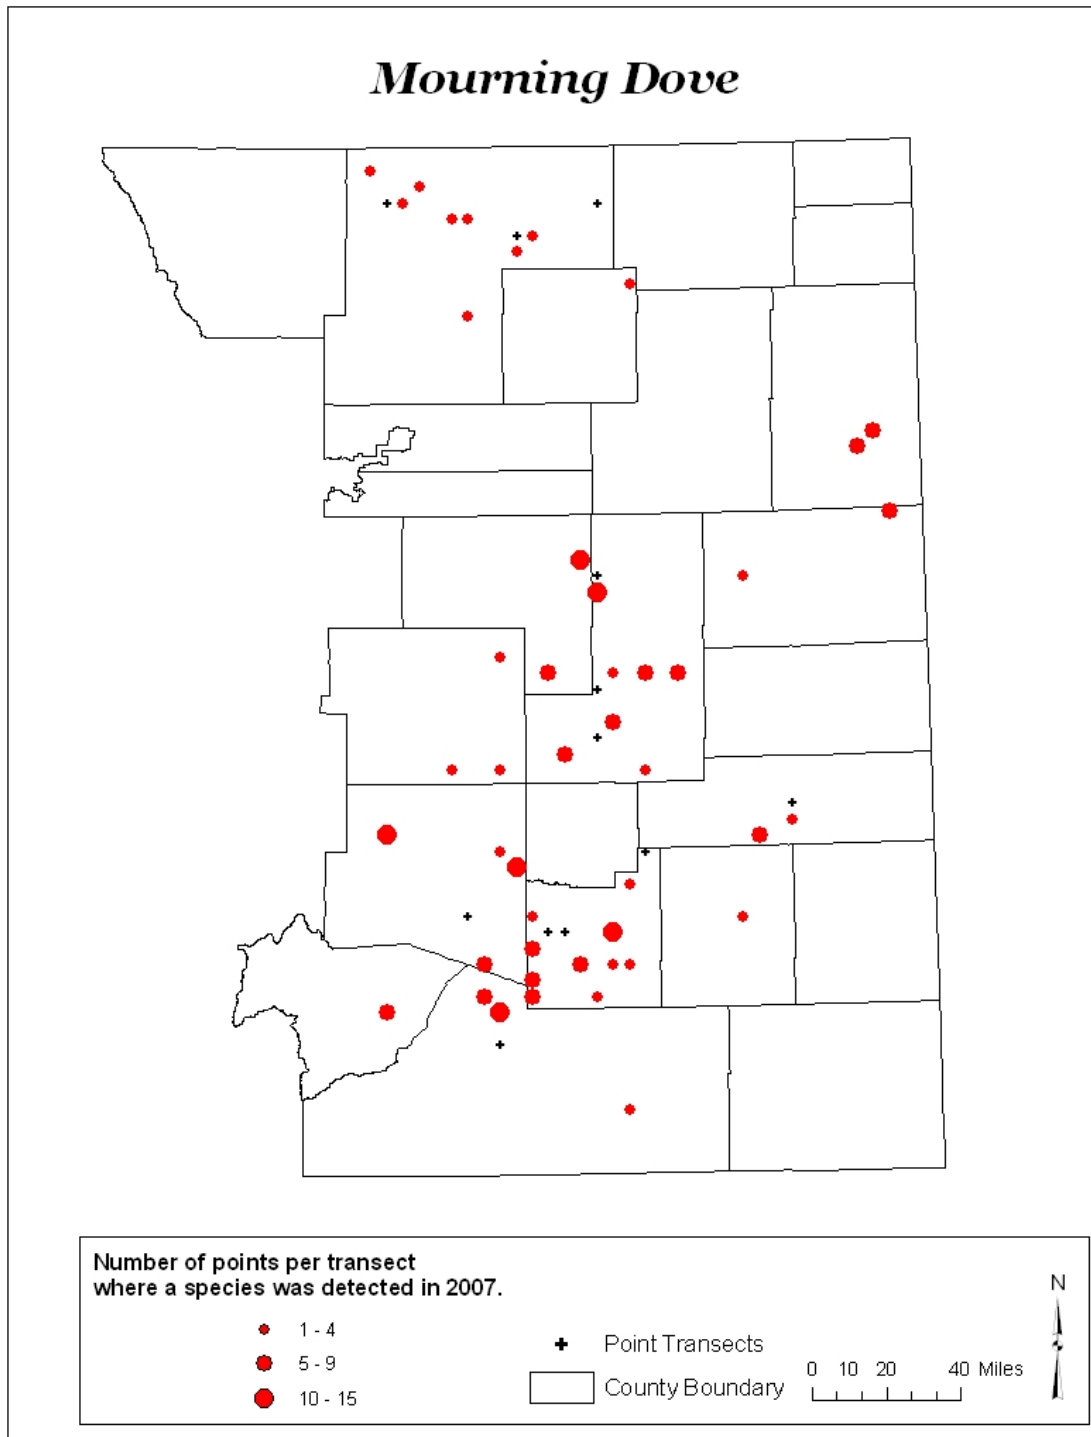 Mourning Dove
Number of points per transect
where a species was detected in 2007.
1 - 4
5 - 9
10 - 15
Point Transects
County Boundary
0 10 20 40 Miles
N